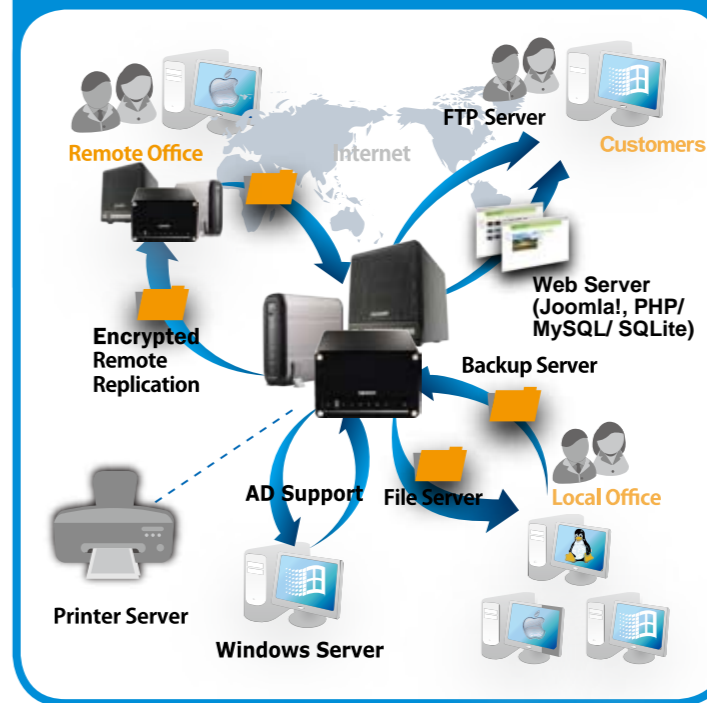 FTP Server
Remote Office
Internet
Customers
Web Server
(Joomla!, PHP/
MySQL/ SQLite)
Encrypted
Remote
Replication
Backup Server
AD Support
File Server
Local Office
Printer Server
Windows Server